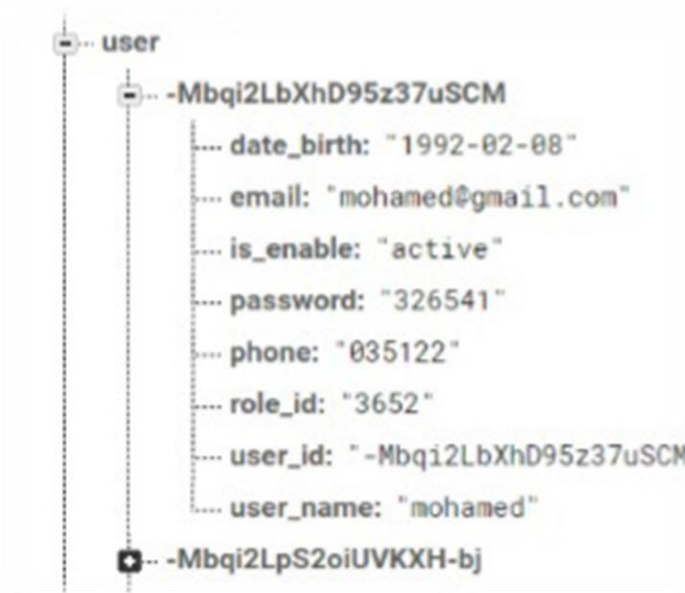 user
-Mbqi2LbXhD95z37uSCM
date_birth: "1992-02-08"
email: "mohamed@gmail.com"
is_enable: "active"
password: "326541"
phone: "035122"
role_id: "3652"
user_id: "-Mbqi2LbXhD95z37uSCM
user_name: "mohamed"
-Mbqi2LpS2oiUVKXH-bj